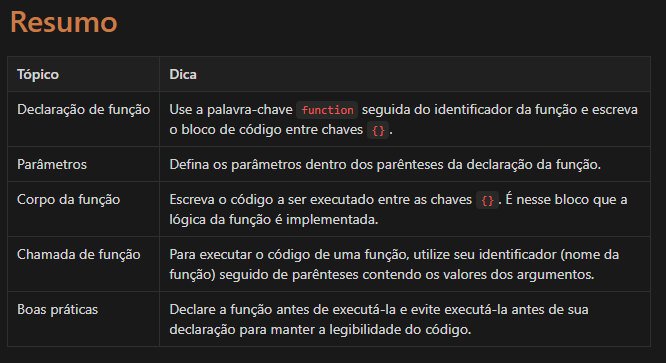 Resumo
Tópico Dica
Declaração de função Use a palavra-chave function seguida do identificador da função e escreva
o bloco de código entre chaves {}.
Parâmetros Defina os parâmetros dentro dos parênteses da declaração da função.
Corpo da função Escreva o código a ser executado entre as chaves {}. É nesse bloco que a
lógica da função é implementada.
Chamada de função Para executar o código de uma função, utilize seu identificador (nome da
função) seguido de parênteses contendo os valores dos argumentos.
Boas práticas Declare a função antes de executá-la e evite executá-la antes de sua
declaração para manter a legibilidade do código.